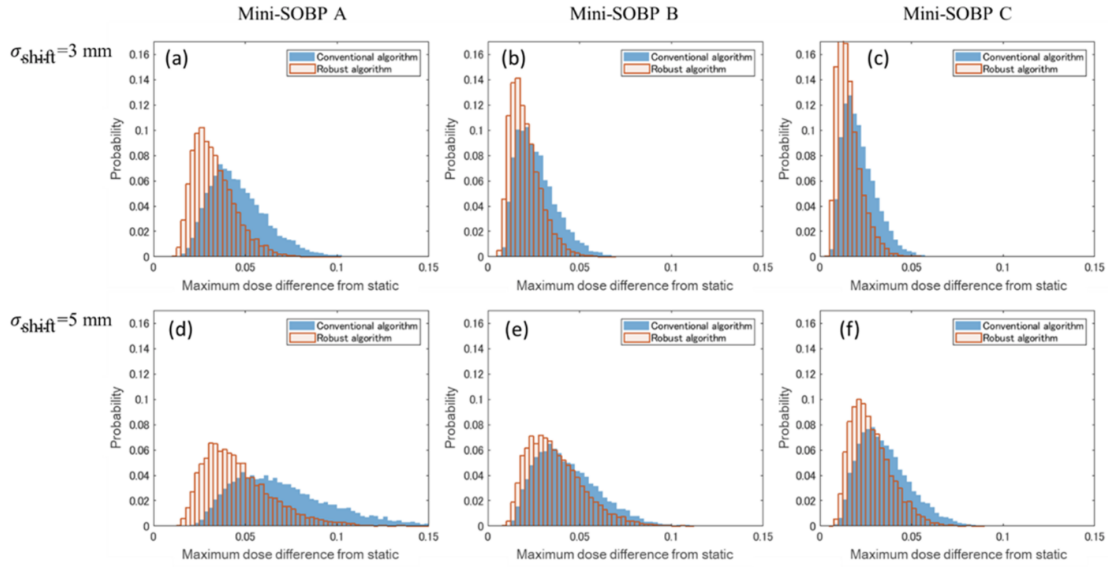 Mini-SOBP A Mini-SOBP B Mini-SOBP C
σshift=3 mm
(a) Conventional algorithm Robust algorithm
0.16 0.14 0.12 0.1 0.08 0.06 0.04 0.02 0
Probability
0 0.05 0.1 0.15
Maximum dose difference from static
(b) Conventional algorithm Robust algorithm
0.16 0.14 0.12 0.1 0.08 0.06 0.04 0.02 0
Probability
0 0.05 0.1 0.15
Maximum dose difference from static
(c) Conventional algorithm Robust algorithm
0.16 0.14 0.12 0.1 0.08 0.06 0.04 0.02 0
Probability
0 0.05 0.1 0.15
Maximum dose difference from static
σshift=5 mm
(d) Conventional algorithm Robust algorithm
0.16 0.14 0.12 0.1 0.08 0.06 0.04 0.02 0
Probability
0 0.05 0.1 0.15
Maximum dose difference from static
(e) Conventional algorithm Robust algorithm
0.16 0.14 0.12 0.1 0.08 0.06 0.04 0.02 0
Probability
0 0.05 0.1 0.15
Maximum dose difference from static
(f) Conventional algorithm Robust algorithm
0.16 0.14 0.12 0.1 0.08 0.06 0.04 0.02 0
Probability
0 0.05 0.1 0.15
Maximum dose difference from static